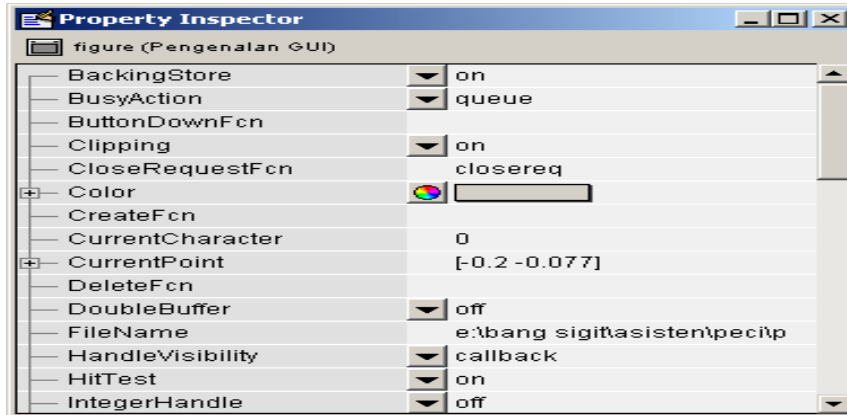 Property Inspector
figure (Pengenalan GUI)
BackingStore on
BusyAction queue
ButtonDownFcn
Clipping on
CloseRequestFcn closereq
Color
CreateFcn
CurrentCharacter 0
CurrentPoint [-0.2 -0.077]
DeleteFcn
DoubleBuffer off
FileName e:\bang sigit\asisten\peci\p
HandleVisibility callback
HitTest on
IntegerHandle off